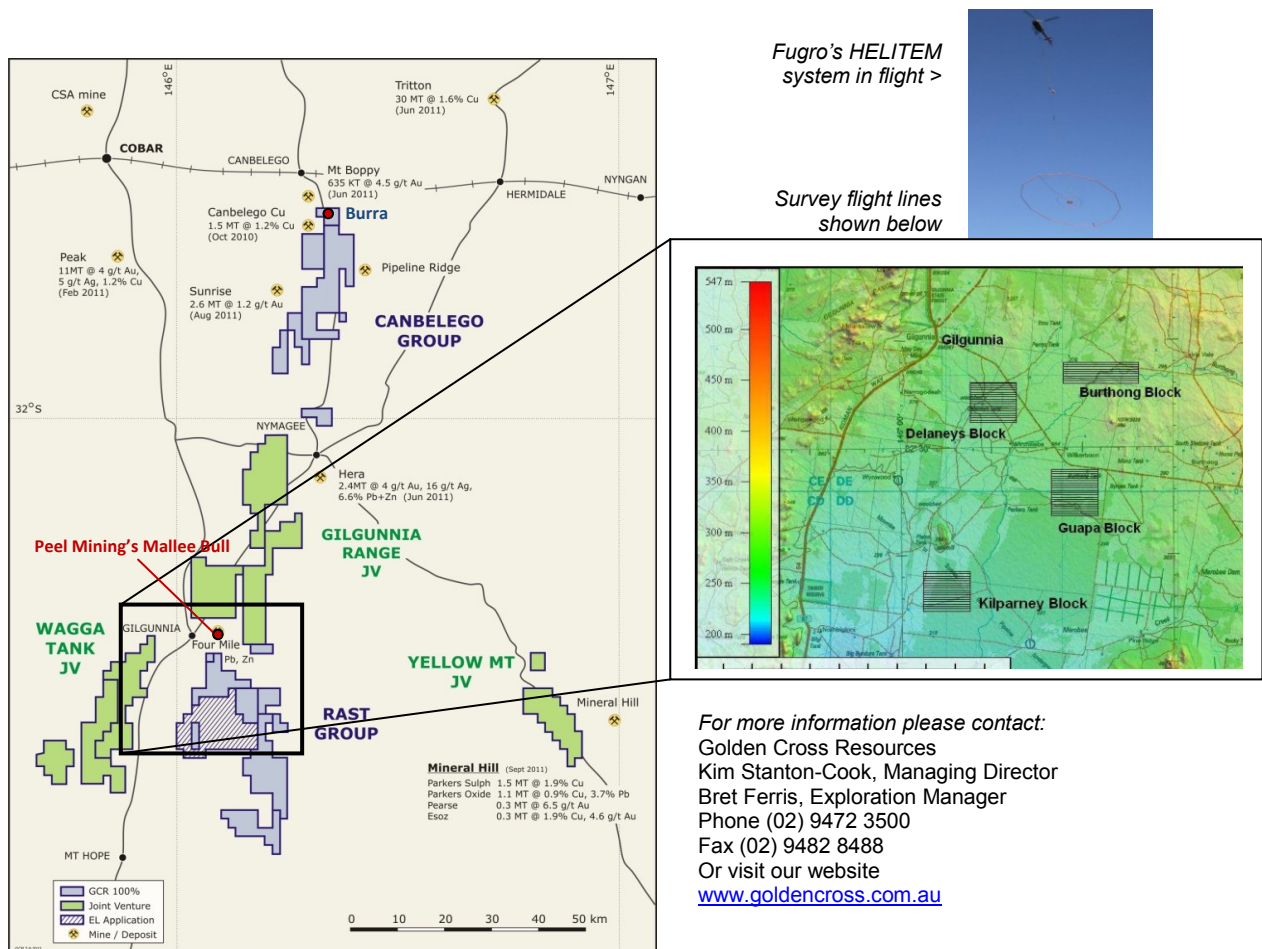 Fugro's HELITEM
system in flight >
Survey flight lines
shown below
146°E
147°E
CSA mine
Tritton
30 MT @ 1.6% Cu
(Jun 2011)
COBAR
CANBELEGO
Mt Boppy
635 KT @ 4.5 g/t Au
(Jun 2011)
HERMIDALE
NYNGAN
Canbelego Cu
1.5 MT @ 1.2% Cu
(Oct 2010)
Burra
Peak
11MT @ 4 g/t Au,
5 g/t Ag, 1.2% Cu
(Feb 2011)
Pipeline Ridge
Sunrise
2.6 MT @ 1.2 g/t Au
(Aug 2011)
CANBELEGO
GROUP
32°S
NYMAGEE
Hera
2.4MT @ 4 g/t Au, 16 g/t Ag,
6.6% Pb+Zn (Jun 2011)
GILGUNNIA
RANGE
JV
Peel Mining's Mallee Bull
WAGGA
TANK
JV
GILGUNNIA
Four Mile
Pb, Zn
YELLOW MT
JV
Mineral Hill
RAST
GROUP
Mineral Hill (Sept 2011)
Parkers Sulph 1.5 MT @ 1.9% Cu
Parkers Oxide 1.1 MT @ 0.9% Cu, 3.7% Pb
Pearse 0.3 MT @ 6.5 g/t Au
Esoz 0.3 MT @ 1.9% Cu, 4.6 g/t Au
MT HOPE
GCR 100%
Joint Venture
EL Application
Mine / Deposit
0 10 20 30 40 50 km
547 m
500 m
450 m
400 m
350 m
300 m
250 m
200 m
Gilgunnia
Burthong Block
Delaneys Block
CE DE
CD DD
Guapa Block
Kilparney Block
For more information please contact:
Golden Cross Resources
Kim Stanton-Cook, Managing Director
Bret Ferris, Exploration Manager
Phone (02) 9472 3500
Fax (02) 9482 8488
Or visit our website
www.goldencross.com.au